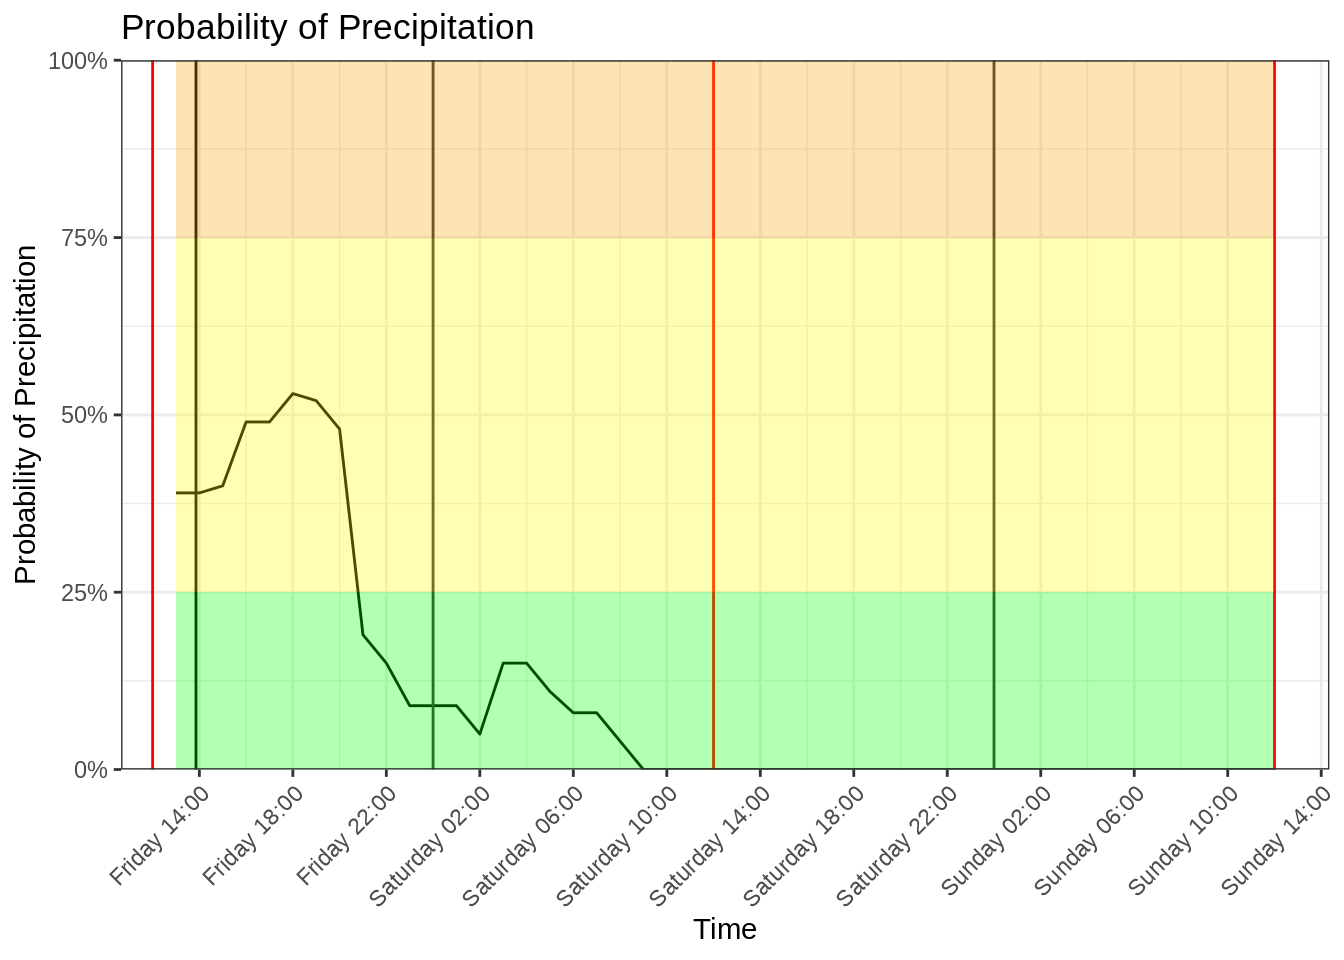 Probability of Precipitation
Probability of Precipitation
100%
75%
50%
25%
0%
Friday 14:00
Friday 18:00
Friday 22:00
Saturday 02:00
Saturday 06:00
Saturday 10:00
Saturday 14:00
Saturday 18:00
Saturday 22:00
Sunday 02:00
Sunday 06:00
Sunday 10:00
Sunday 14:00
Time